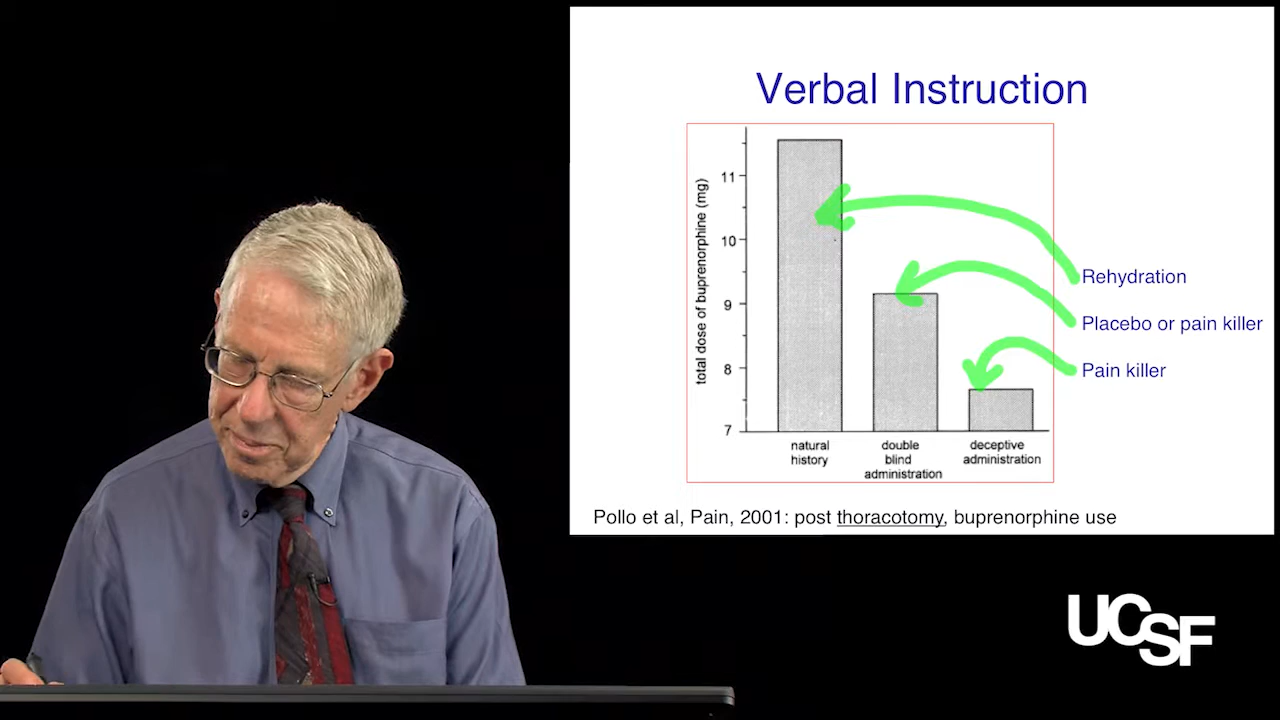 Verbal Instruction
total dose of buprenorphine (mg)
11
10
9
8
7
natural
history
double
blind
administration
deceptive
administration
Rehydration
Placebo or pain killer
Pain killer
Pollo et al, Pain, 2001: post thoracotomy, buprenorphine use
UCSF